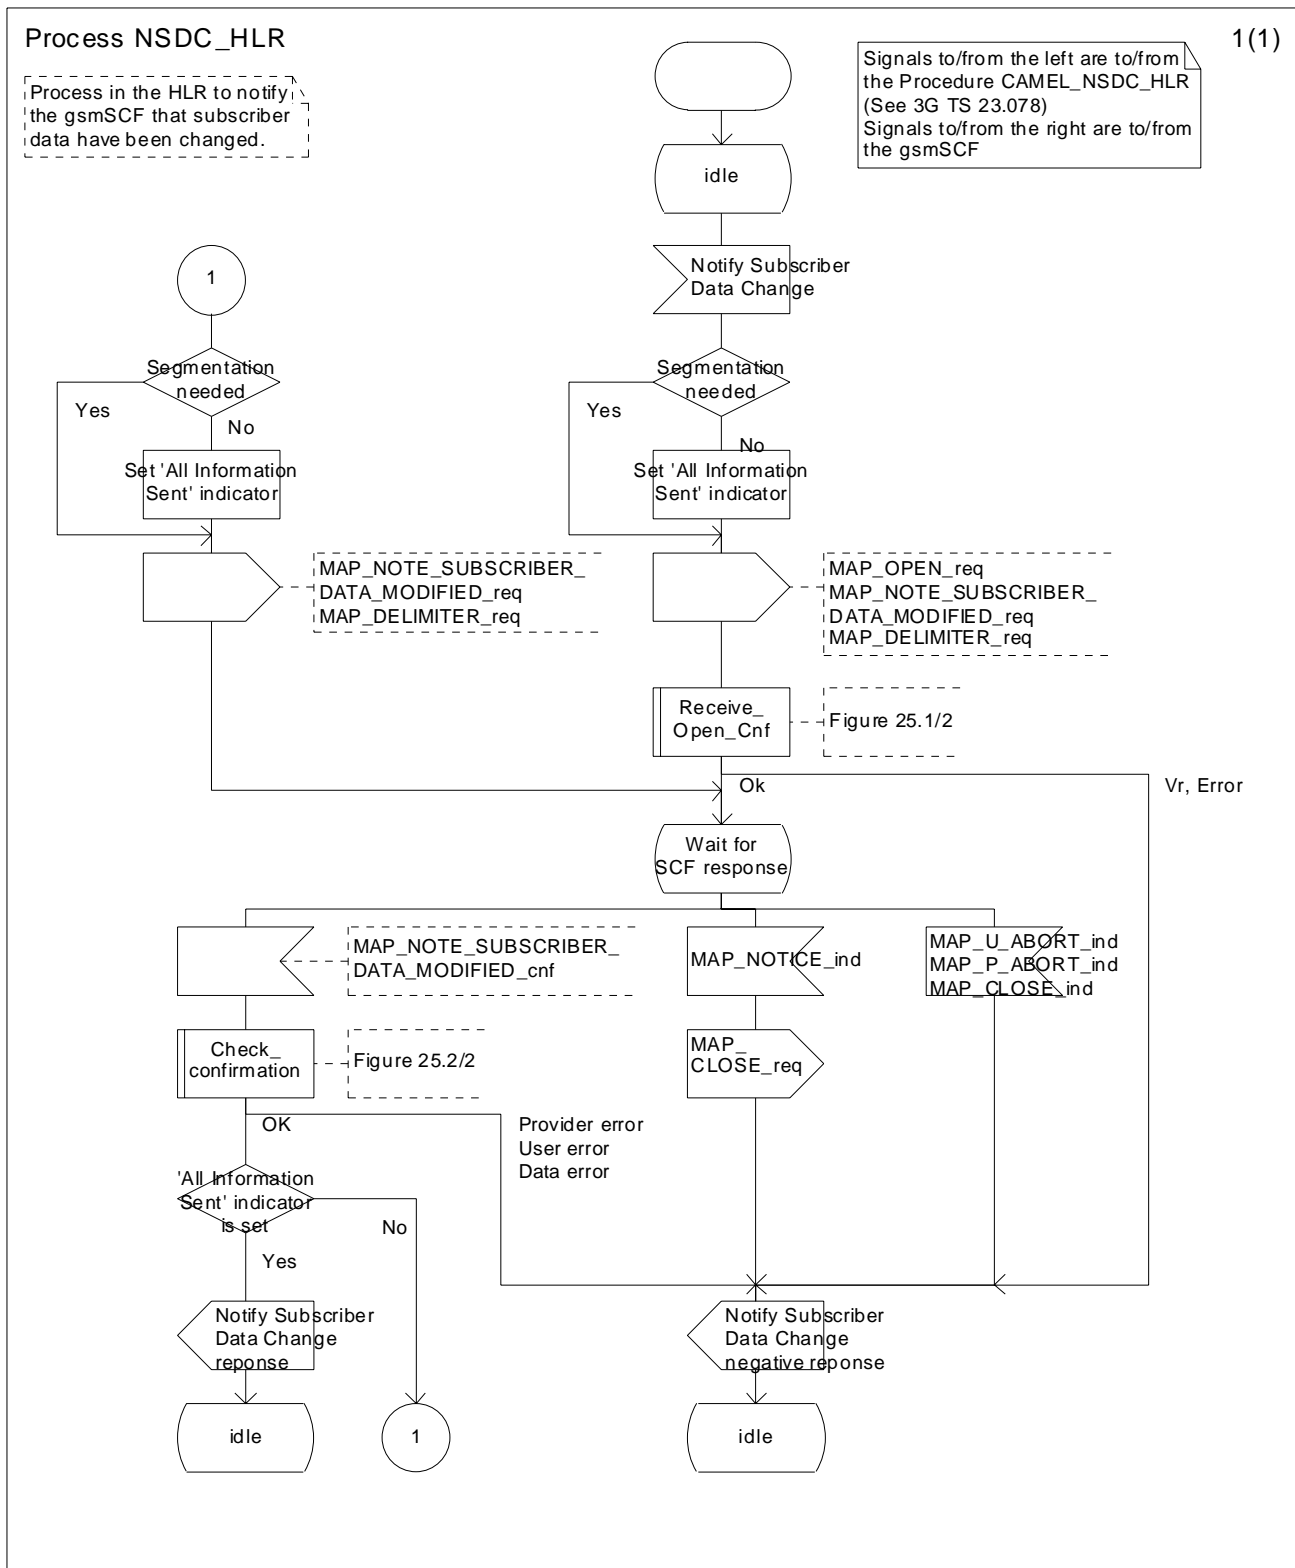 Process NSDC_HLR
1(1)
Process in the HLR to notify
the gsmSCF that subscriber
data have been changed.
Signals to/from the left are to/from
the Procedure CAMEL_NSDC_HLR
(See 3G TS 23.078)
Signals to/from the right are to/from
the gsmSCF
idle
Notify Subscriber
Data Change
1
Segmentation
needed
Yes
No
Set 'All Information
Sent' indicator
Segmentation
needed
Yes
No
Set 'All Information
Sent' indicator
MAP_NOTE_SUBSCRIBER_
DATA_MODIFIED_req
MAP_DELIMITER_req
MAP_OPEN_req
MAP_NOTE_SUBSCRIBER_
DATA_MODIFIED_req
MAP_DELIMITER_req
Receive_
Open_Cnf
Figure 25.1/2
Ok
Vr, Error
Wait for
SCF response
MAP_NOTE_SUBSCRIBER_
DATA_MODIFIED_cnf
MAP_NOTICE_ind
MAP_U_ABORT_ind
MAP_P_ABORT_ind
MAP_CLOSE_ind
Check_
confirmation
Figure 25.2/2
MAP_
CLOSE_req
OK
Provider error
User error
Data error
'All Information
Sent' indicator
is set
No
Yes
Notify Subscriber
Data Change
reponse
Notify Subscriber
Data Change
negative reponse
idle
1
idle